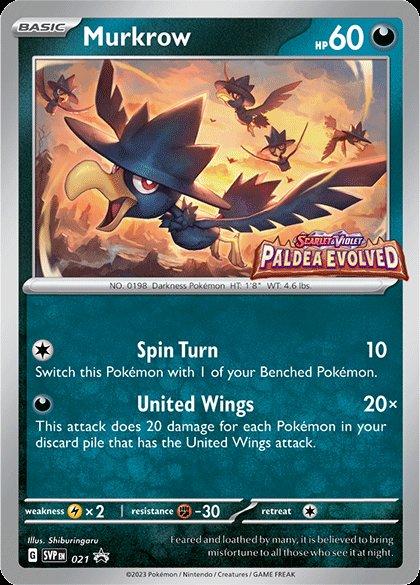 BASIC
Murkrow
HP60
Scarlet & Violet
PALDEA EVOLVED
NO. 0198 Darkness Pokémon HT: 1'8" WT: 4.6 lbs.
Spin Turn 10
Switch this Pokémon with 1 of your Benched Pokémon.
United Wings 20×
This attack does 20 damage for each Pokémon in your
discard pile that has the United Wings attack.
weakness ×2 resistance -30 retreat
Illus. Shiburingaru
G SVP EN 021
Feared and loathed by many, it is believed to bring
misfortune to all those who see it at night.
©2023 Pokémon / Nintendo / Creatures / GAME FREAK